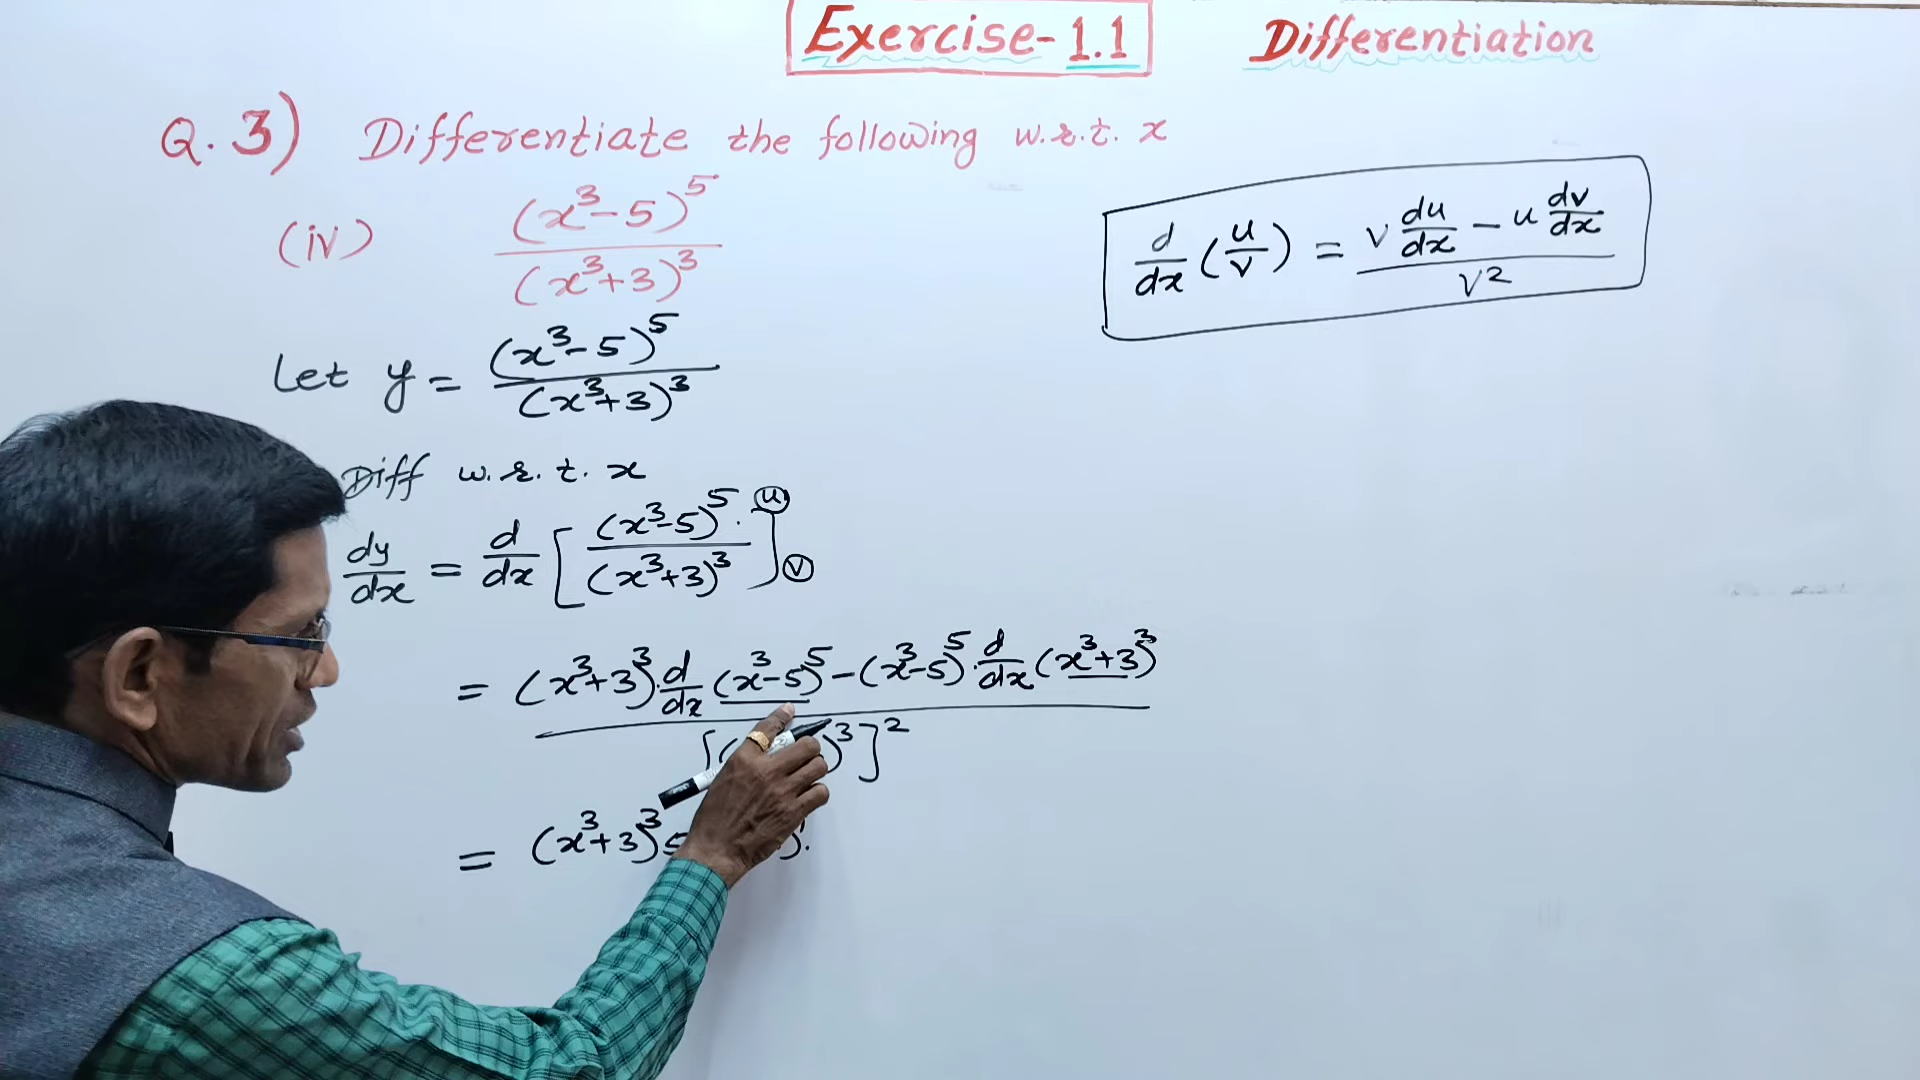 Exercise-1.1 Differentiation
Q. 3) Differentiate the following w.r.t. x
(iv) (x³-5)⁵ / (x³+3)³
d/dx (u/v) = (v du/dx - u dv/dx) / v²
Let y = (x³-5)⁵ / (x³+3)³
Diff w.r.t. x
dy/dx = d/dx [(x³-5)⁵· / (x³+3)³] u v
= (x³+3)³· d/dx (x³-5)⁵ - (x³-5)⁵· d/dx (x³+3)³
[( )³]²
= (x³+3)³ 5 ).